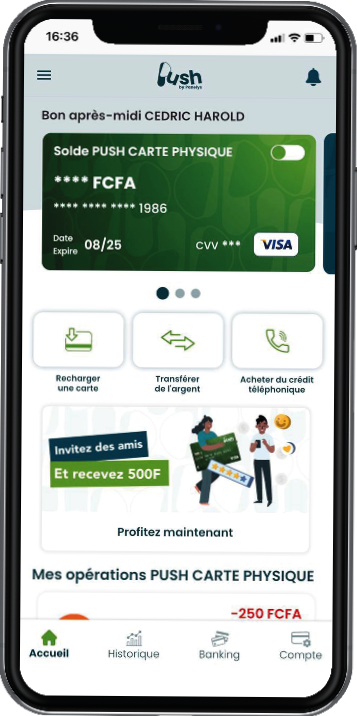 16:36
Push
by Panelys
Bon après-midi CEDRIC HAROLD
Solde PUSH CARTE PHYSIQUE
**** FCFA
**** **** **** 1986
Date
Expire
08/25
CVV ***
VISA
Recharger
une carte
Transférer
de l'argent
Acheter du crédit
téléphonique
Invitez des amis
Et recevez 500F
Profitez maintenant
Mes opérations PUSH CARTE PHYSIQUE
-250 FCFA
Accueil
Historique
Banking
Compte